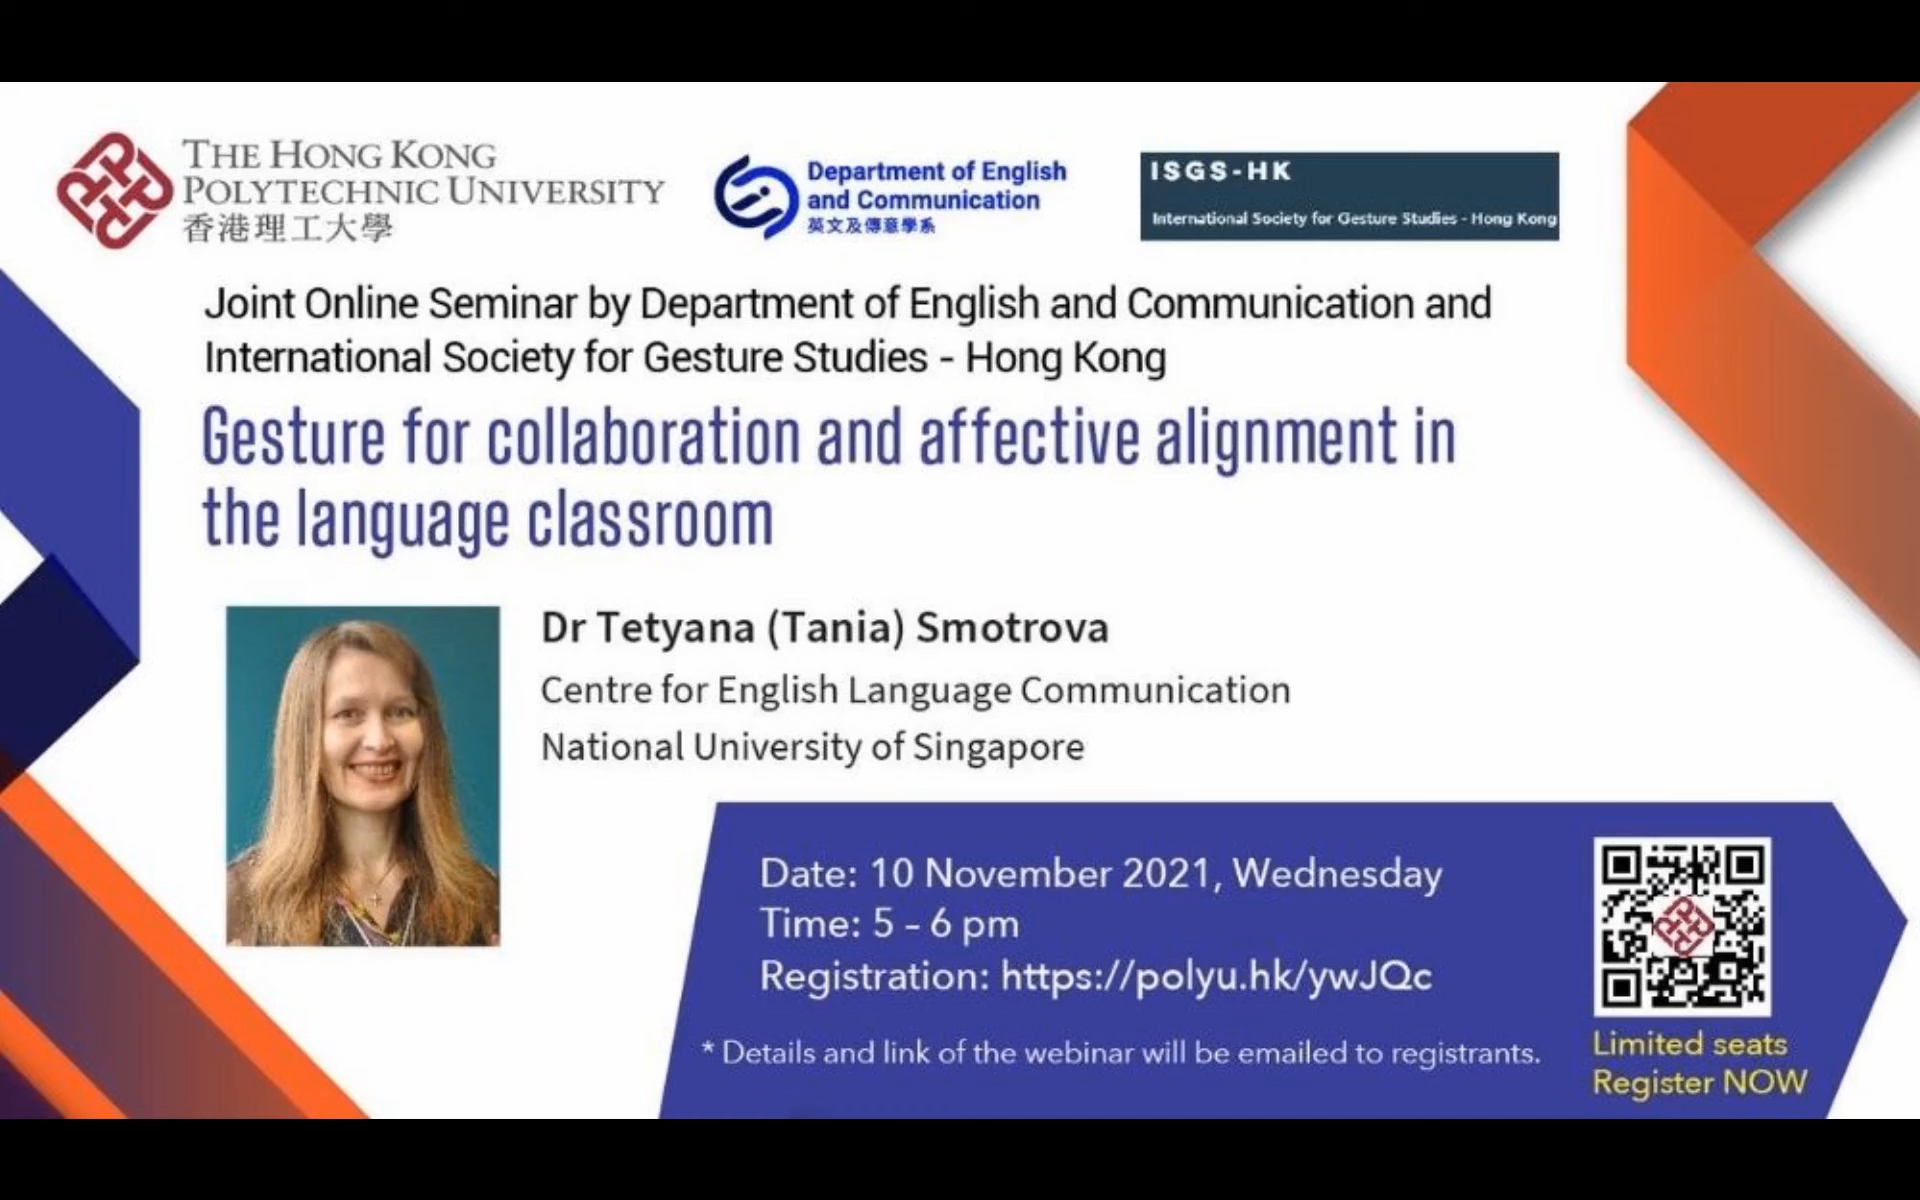 THE HONG KONG
POLYTECHNIC UNIVERSITY
香港理工大學
Department of English
and Communication
英文及傳意學系
ISGS-HK
International Society for Gesture Studies - Hong Kong
Joint Online Seminar by Department of English and Communication and
International Society for Gesture Studies - Hong Kong
Gesture for collaboration and affective alignment in
the language classroom
Dr Tetyana (Tania) Smotrova
Centre for English Language Communication
National University of Singapore
Date: 10 November 2021, Wednesday
Time: 5 – 6 pm
Registration: https://polyu.hk/ywJQc
* Details and link of the webinar will be emailed to registrants.
Limited seats
Register NOW